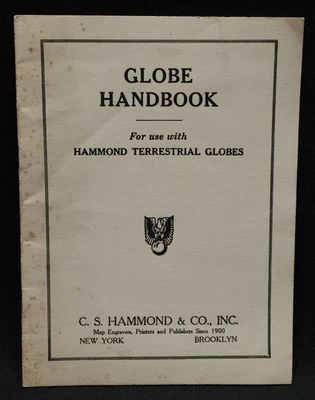 GLOBE
HANDBOOK
For use with
HAMMOND TERRESTRIAL GLOBES
C. S. HAMMOND & CO., INC.
Map Engravers, Printers and Publishers Since 1900
NEW YORK BROOKLYN